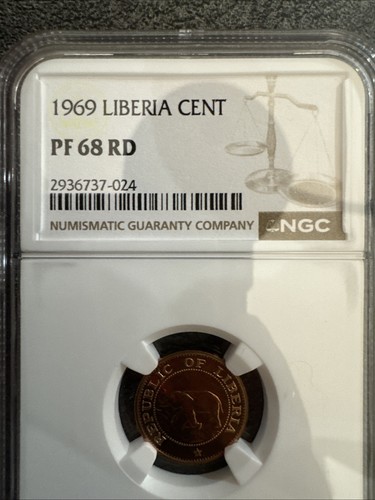 1969 LIBERIA CENT
PF 68 RD
2936737-024
NUMISMATIC GUARANTY COMPANY NGC
REPUBLIC OF LIBERIA